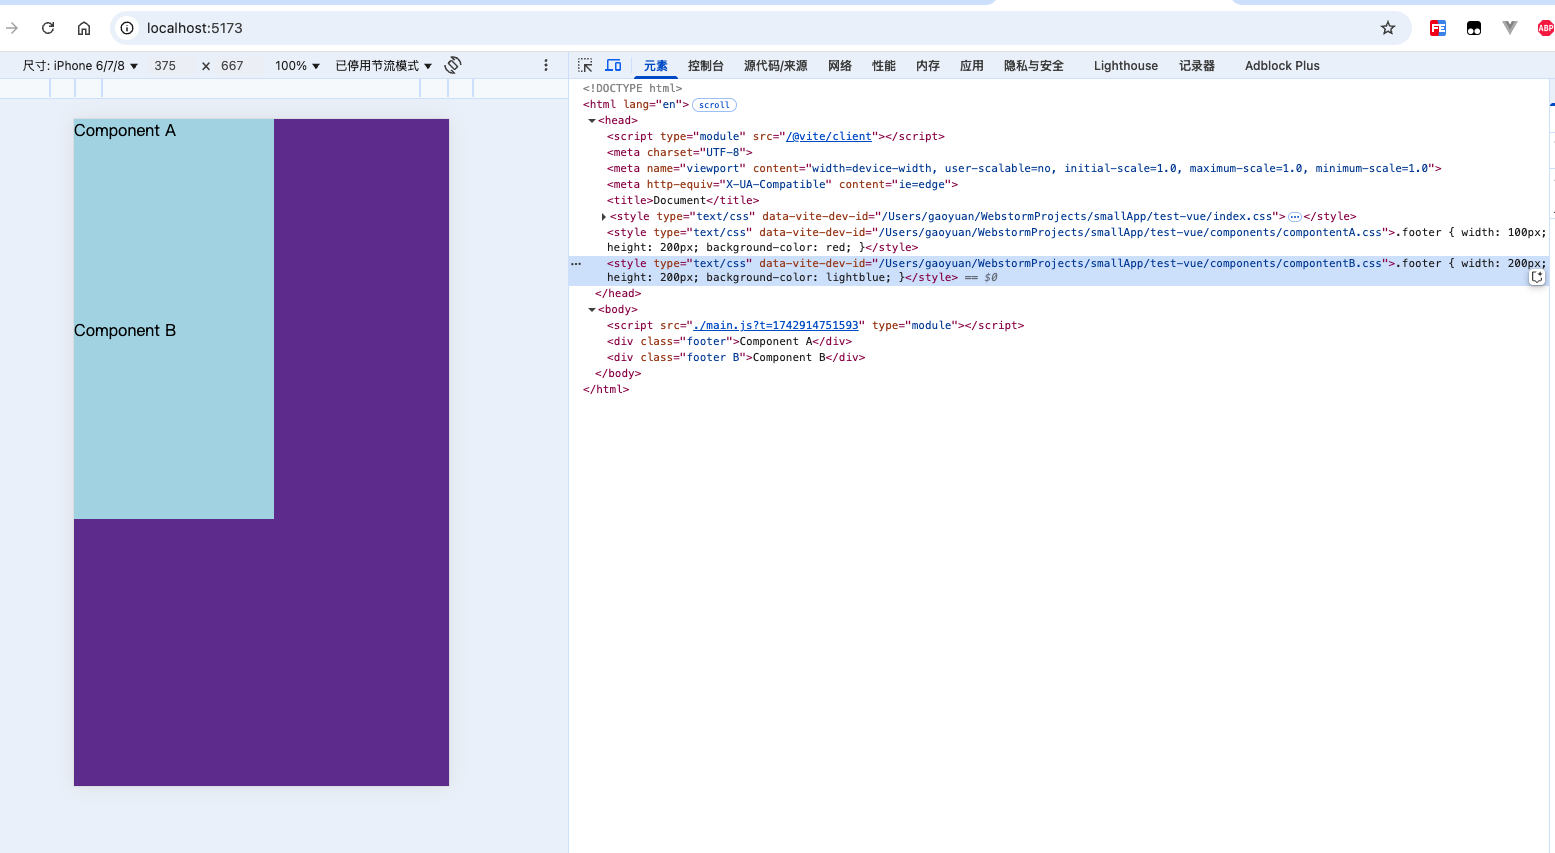 localhost:5173
ABP
尺寸: iPhone 6/7/8 ▼ 375 × 667 100% ▼ 已停用节流模式 ▼
元素 控制台 源代码/来源 网络 性能 内存 应用 隐私与安全 Lighthouse 记录器 Adblock Plus
Component A
Component B
<!DOCTYPE html>
<html lang="en"> scroll
<head>
<script type="module" src="/@vite/client"></script>
<meta charset="UTF-8">
<meta name="viewport" content="width=device-width, user-scalable=no, initial-scale=1.0, maximum-scale=1.0, minimum-scale=1.0">
<meta http-equiv="X-UA-Compatible" content="ie=edge">
<title>Document</title>
<style type="text/css" data-vite-dev-id="/Users/gaoyuan/WebstormProjects/smallApp/test-vue/index.css">…</style>
<style type="text/css" data-vite-dev-id="/Users/gaoyuan/WebstormProjects/smallApp/test-vue/components/compontentA.css">.footer { width: 100px;
height: 200px; background-color: red; }</style>
<style type="text/css" data-vite-dev-id="/Users/gaoyuan/WebstormProjects/smallApp/test-vue/components/compontentB.css">.footer { width: 200px;
height: 200px; background-color: lightblue; }</style> == $0
</head>
<body>
<script src="./main.js?t=1742914751593" type="module"></script>
<div class="footer">Component A</div>
<div class="footer B">Component B</div>
</body>
</html>